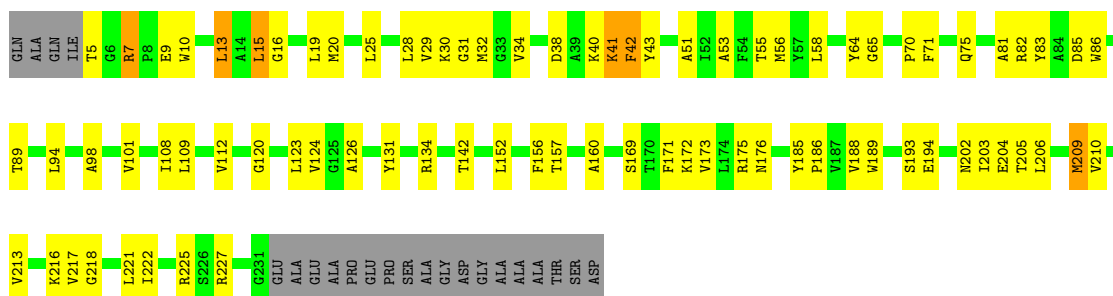 GLN ALA GLN ILE T5 G6 R7 P8 E9 W10 L13 A14 L15 G16 L19 M20 L25 L28 V29 K30 G31 M32 G33 V34 D38 A39 K40 K41 F42 Y43 A51 I52 A53 F54 T55 M56 Y57 L58 Y64 G65 P70 F71 Q75 A81 R82 Y83 A84 D85 W86
T89 L94 A98 V101 I108 L109 V112 G120 L123 V124 G125 A126 Y131 R134 T142 L152 F156 T157 A160 S169 T170 F171 K172 V173 L174 R175 N176 Y185 P186 V187 V188 W189 S193 E194 N202 I203 E204 T205 L206 M209 V210
V213 K216 V217 G218 L221 I222 R225 S226 R227 G231 GLU ALA GLU ALA PRO GLU PRO SER ALA GLY ASP GLY ALA ALA ALA THR SER ASP